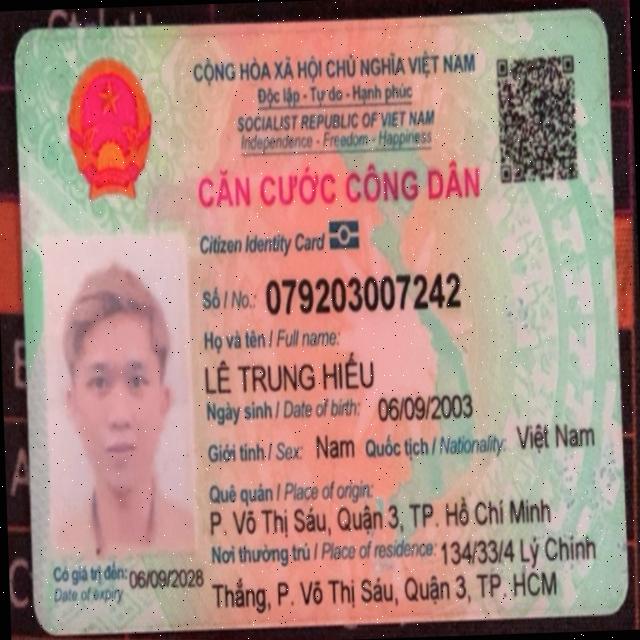 CỘNG HÒA XÃ HỘI CHỦ NGHĨA VIỆT NAM
Độc lập - Tự do - Hạnh phúc
SOCIALIST REPUBLIC OF VIET NAM
Independence - Freedom - Happiness
CĂN CƯỚC CÔNG DÂN
Citizen Identity Card
Số / No.: 079203007242
Họ và tên / Full name:
LÊ TRUNG HIẾU
Ngày sinh / Date of birth: 06/09/2003
Giới tính / Sex: Nam Quốc tịch / Nationality: Việt Nam
Quê quán / Place of origin:
P. Võ Thị Sáu, Quận 3, TP. Hồ Chí Minh
Nơi thường trú / Place of residence: 134/33/4 Lý Chính
Thắng, P. Võ Thị Sáu, Quận 3, TP. HCM
Có giá trị đến: 06/09/2028
Date of expiry